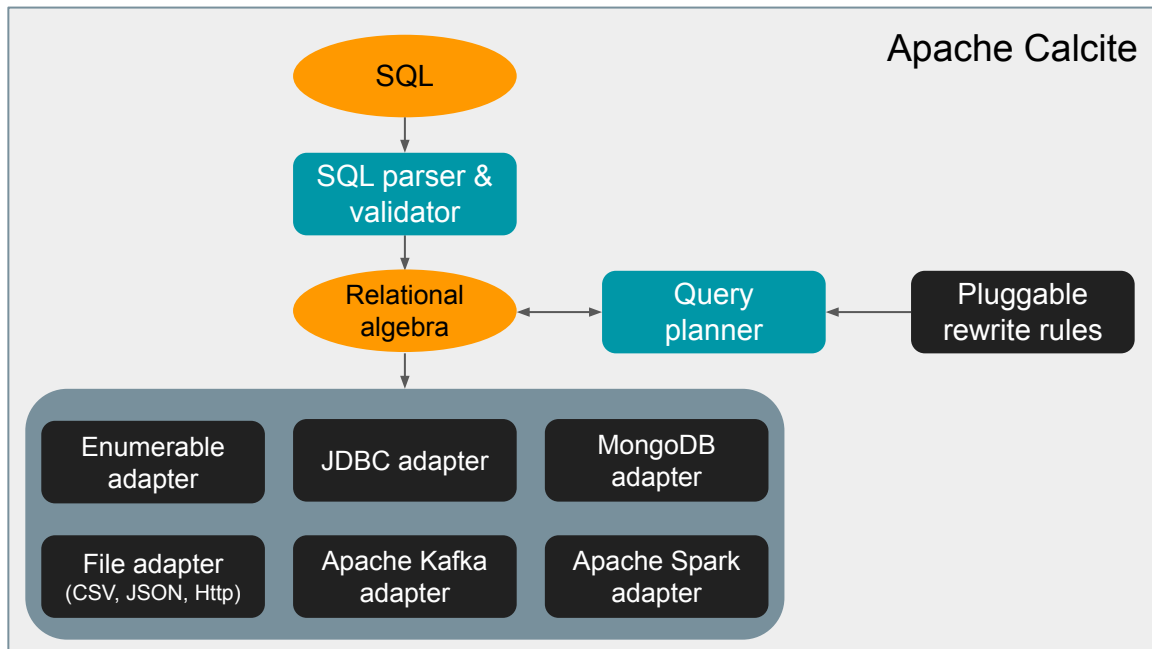 Apache Calcite
SQL
SQL parser &
validator
Relational
algebra
Query
planner
Pluggable
rewrite rules
Enumerable
adapter
JDBC adapter
MongoDB
adapter
File adapter
(CSV, JSON, Http)
Apache Kafka
adapter
Apache Spark
adapter